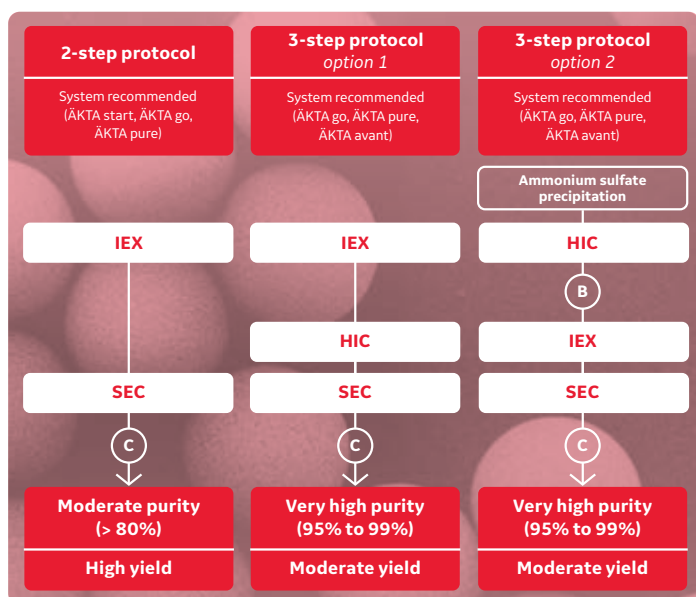 2-step protocol
System recommended
(ÄKTA start, ÄKTA go,
ÄKTA pure)
IEX
SEC
C
Moderate purity
(> 80%)
High yield
3-step protocol
option 1
System recommended
(ÄKTA go, ÄKTA pure,
ÄKTA avant)
IEX
HIC
SEC
C
Very high purity
(95% to 99%)
Moderate yield
3-step protocol
option 2
System recommended
(ÄKTA go, ÄKTA pure,
ÄKTA avant)
Ammonium sulfate
precipitation
HIC
B
IEX
SEC
C
Very high purity
(95% to 99%)
Moderate yield